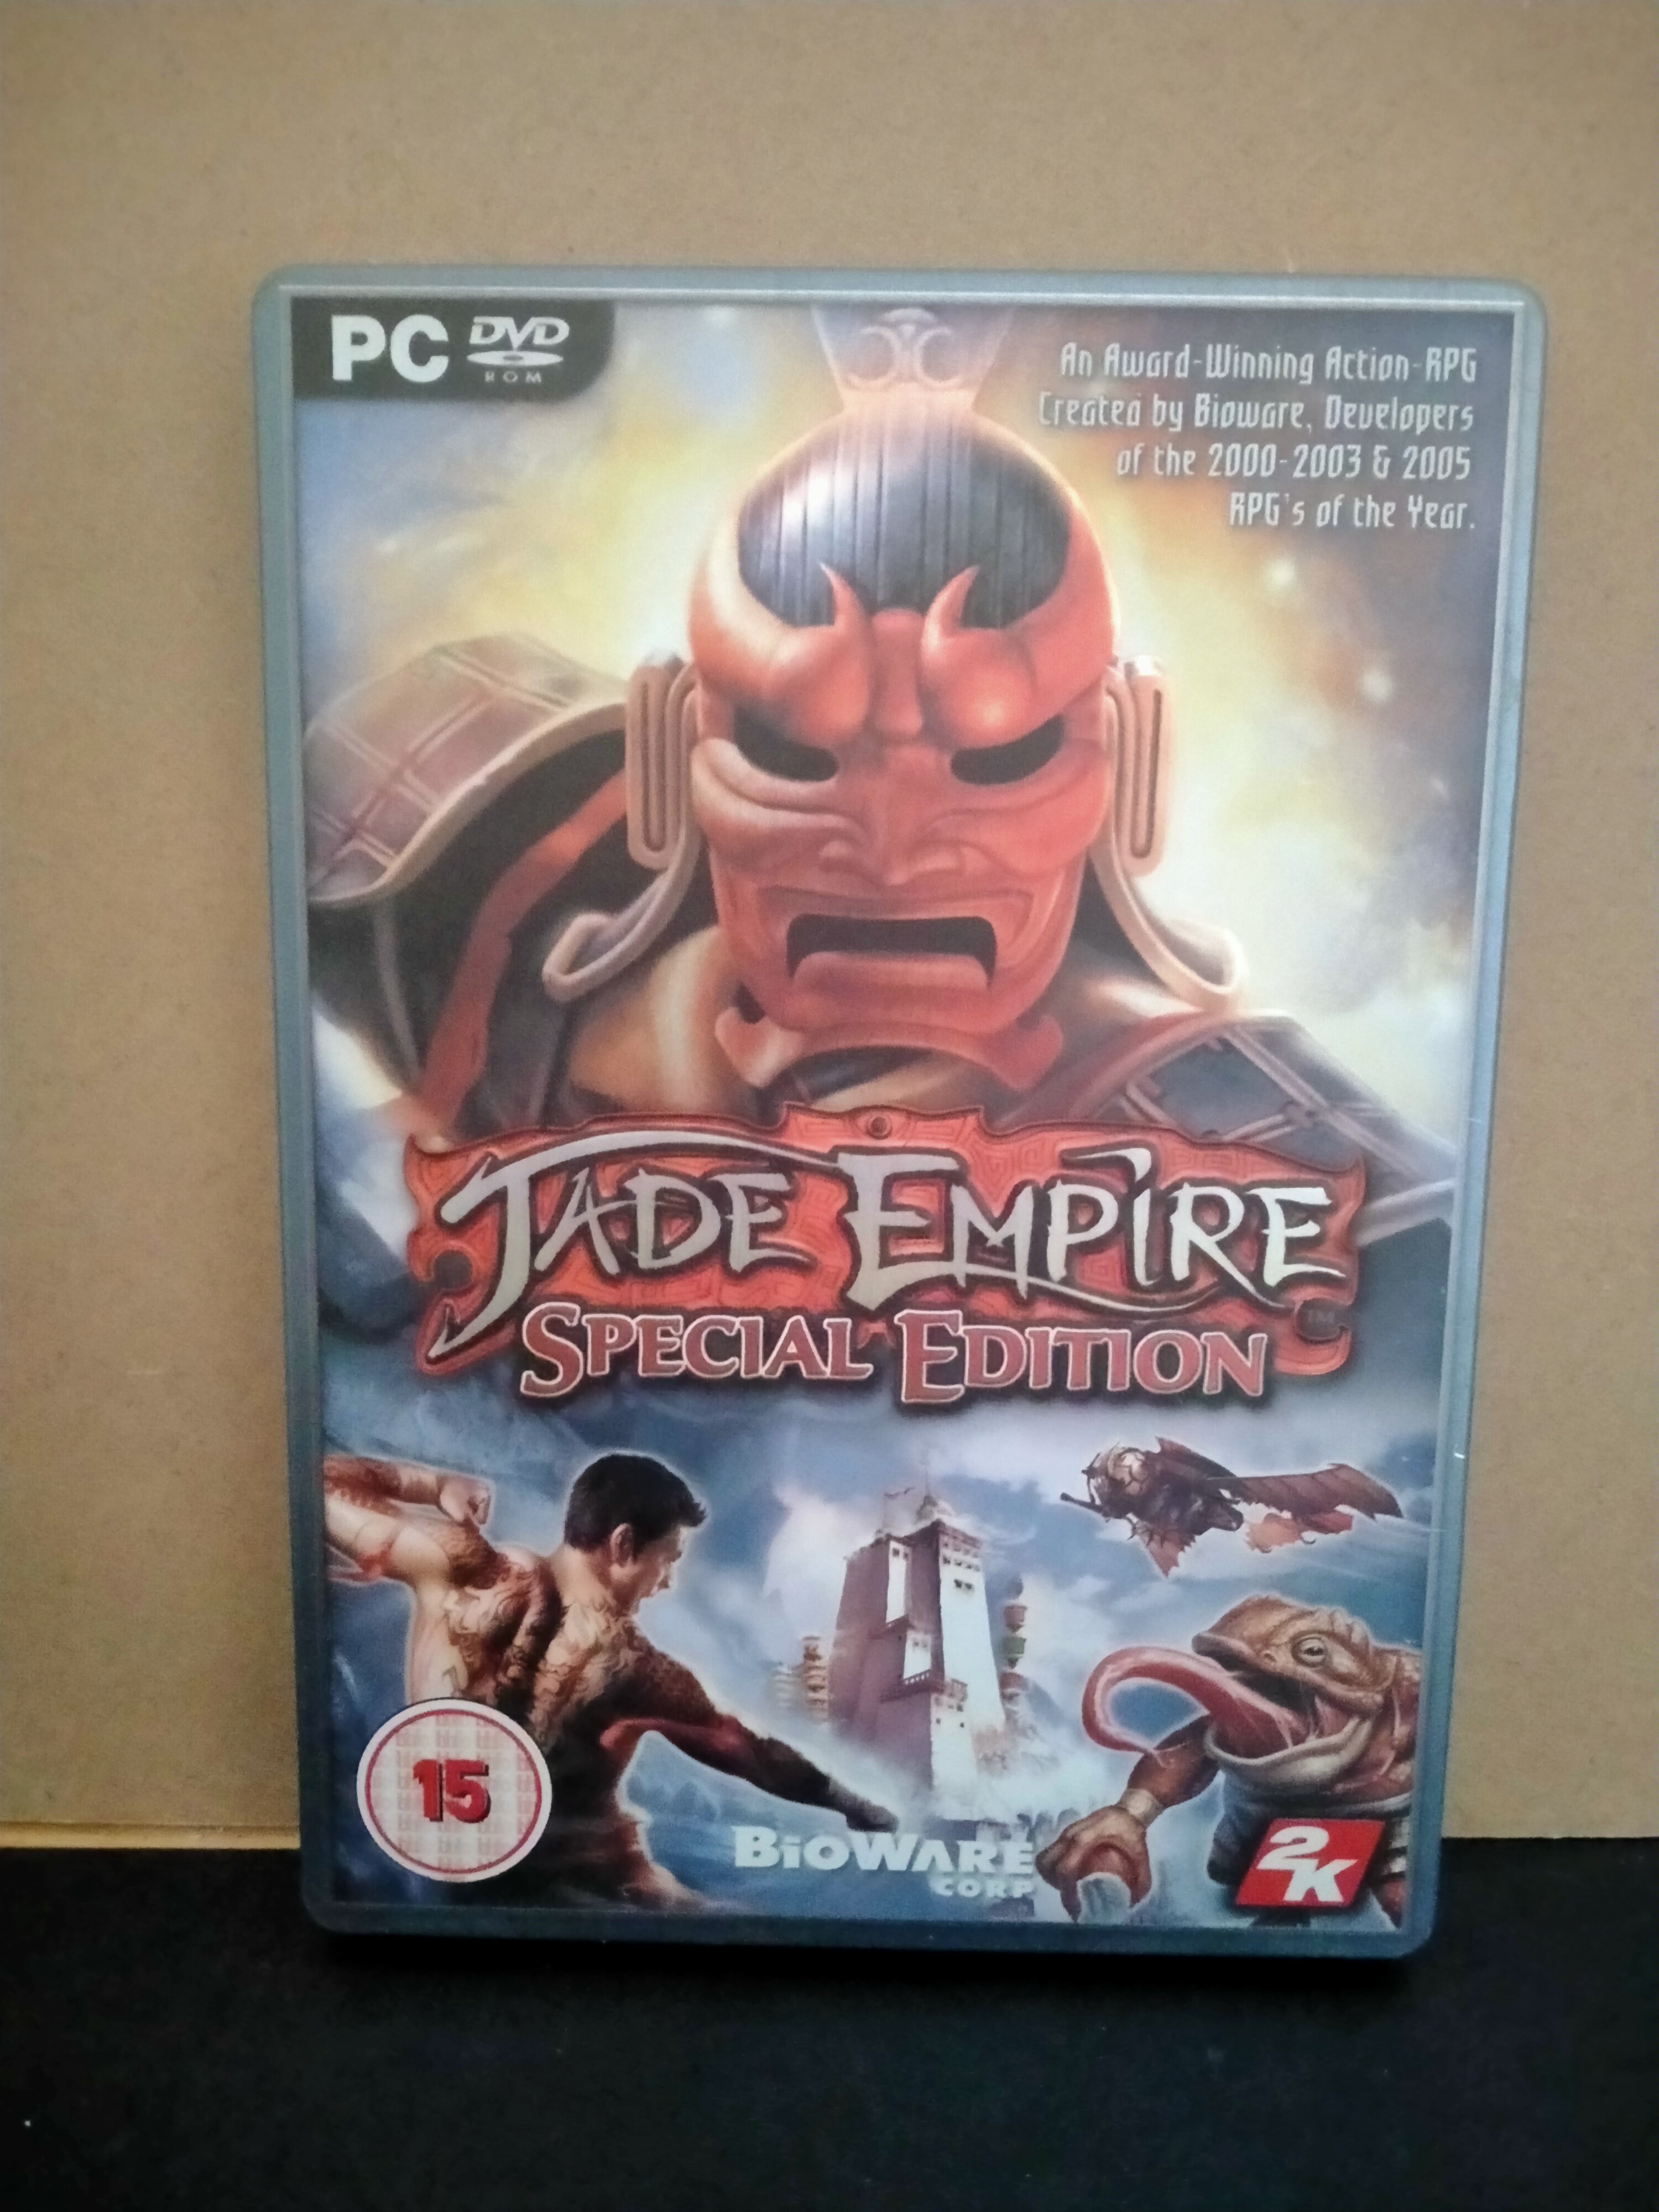 PC DVD
ROM
An Award-Winning Action-RPG
Created by Bioware, Developers
of the 2000-2003 & 2005
RPG's of the Year.
JADE EMPIRE
TM
SPECIAL EDITION
15
BIOWARE
CORP
2K